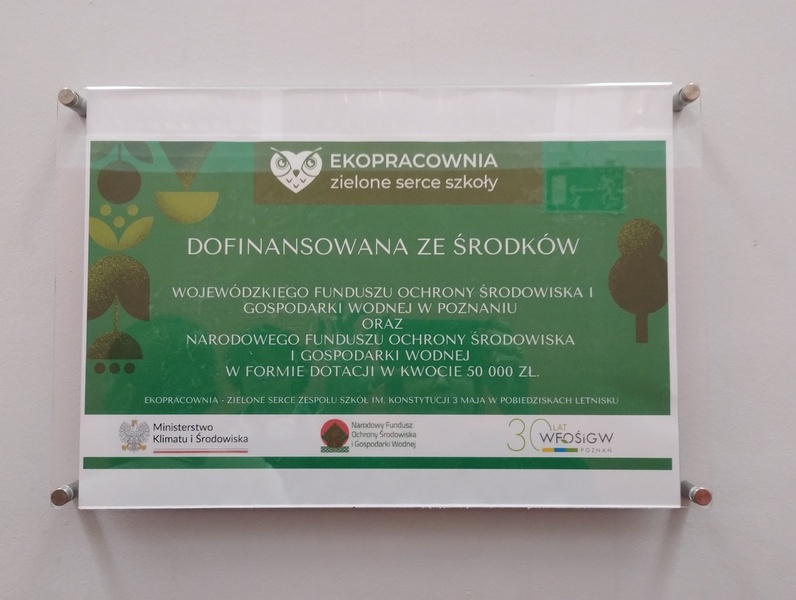 EKOPRACOWNIA
zielone serce szkoły
DOFINANSOWANA ZE ŚRODKÓW
WOJEWÓDZKIEGO FUNDUSZU OCHRONY ŚRODOWISKA I
GOSPODARKI WODNEJ W POZNANIU
ORAZ
NARODOWEGO FUNDUSZU OCHRONY ŚRODOWISKA
I GOSPODARKI WODNEJ
W FORMIE DOTACJI W KWOCIE 50 000 ZŁ.
EKOPRACOWNIA - ZIELONE SERCE ZESPOŁU SZKÓŁ IM. KONSTYTUCJI 3 MAJA W POBIEDZISKACH LETNISKU
Ministerstwo
Klimatu i Środowiska
Narodowy Fundusz
Ochrony Środowiska
i Gospodarki Wodnej
30 LAT
WFOŚiGW
POZNAŃ